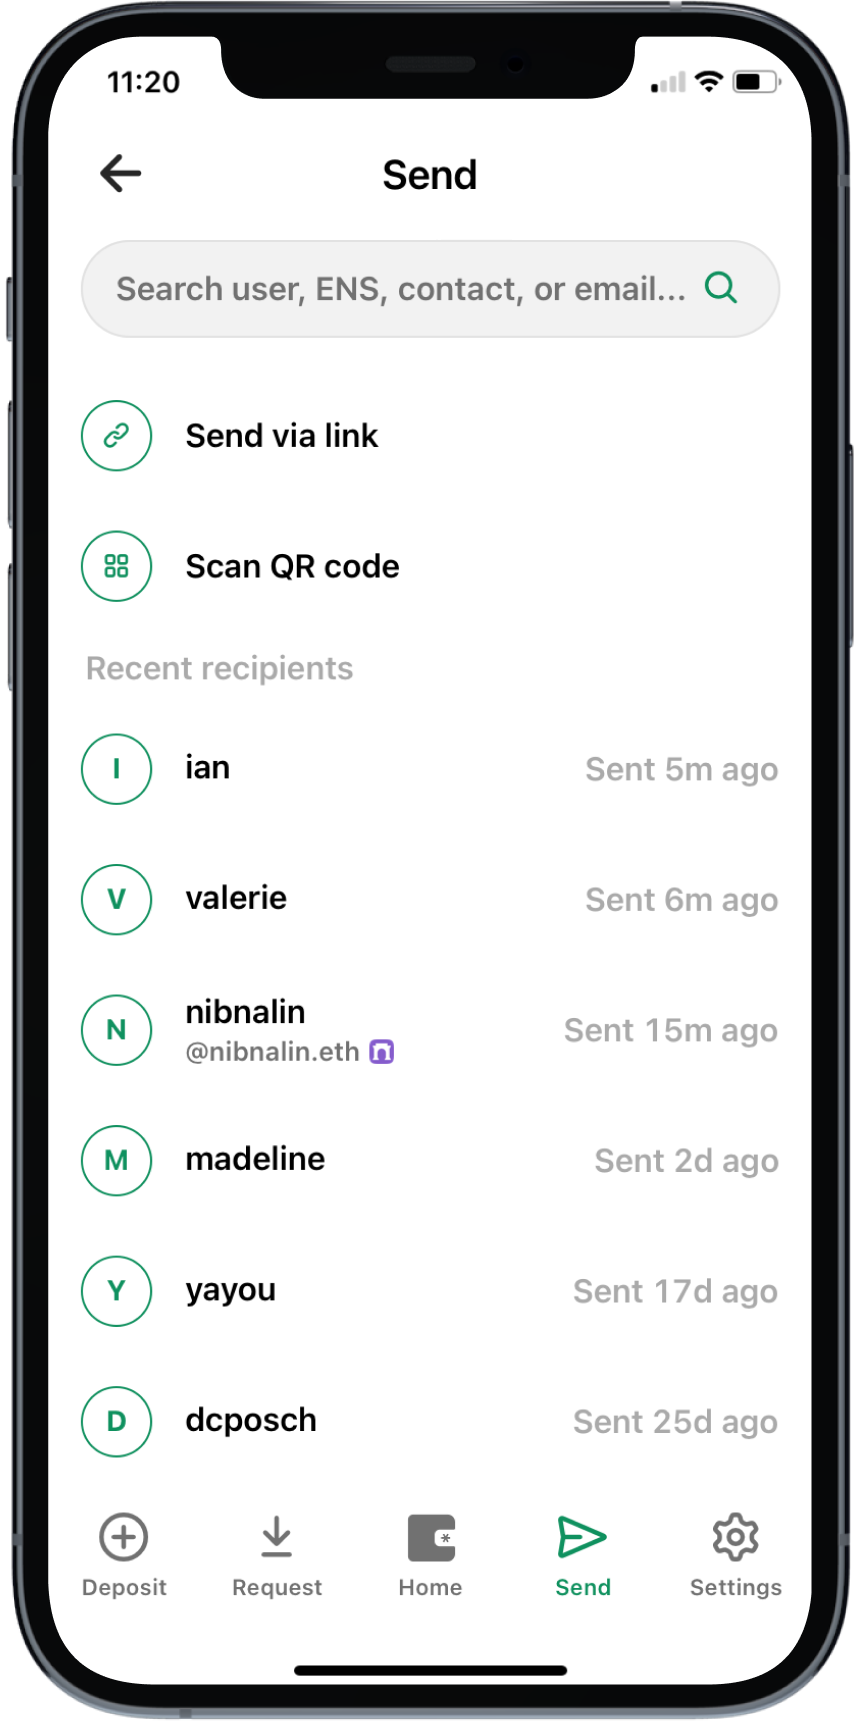 11:20
Send
Search user, ENS, contact, or email...
Send via link
Scan QR code
Recent recipients
I ian Sent 5m ago
V valerie Sent 6m ago
N nibnalin Sent 15m ago
@nibnalin.eth
M madeline Sent 2d ago
Y yayou Sent 17d ago
D dcposch Sent 25d ago
Deposit Request Home Send Settings